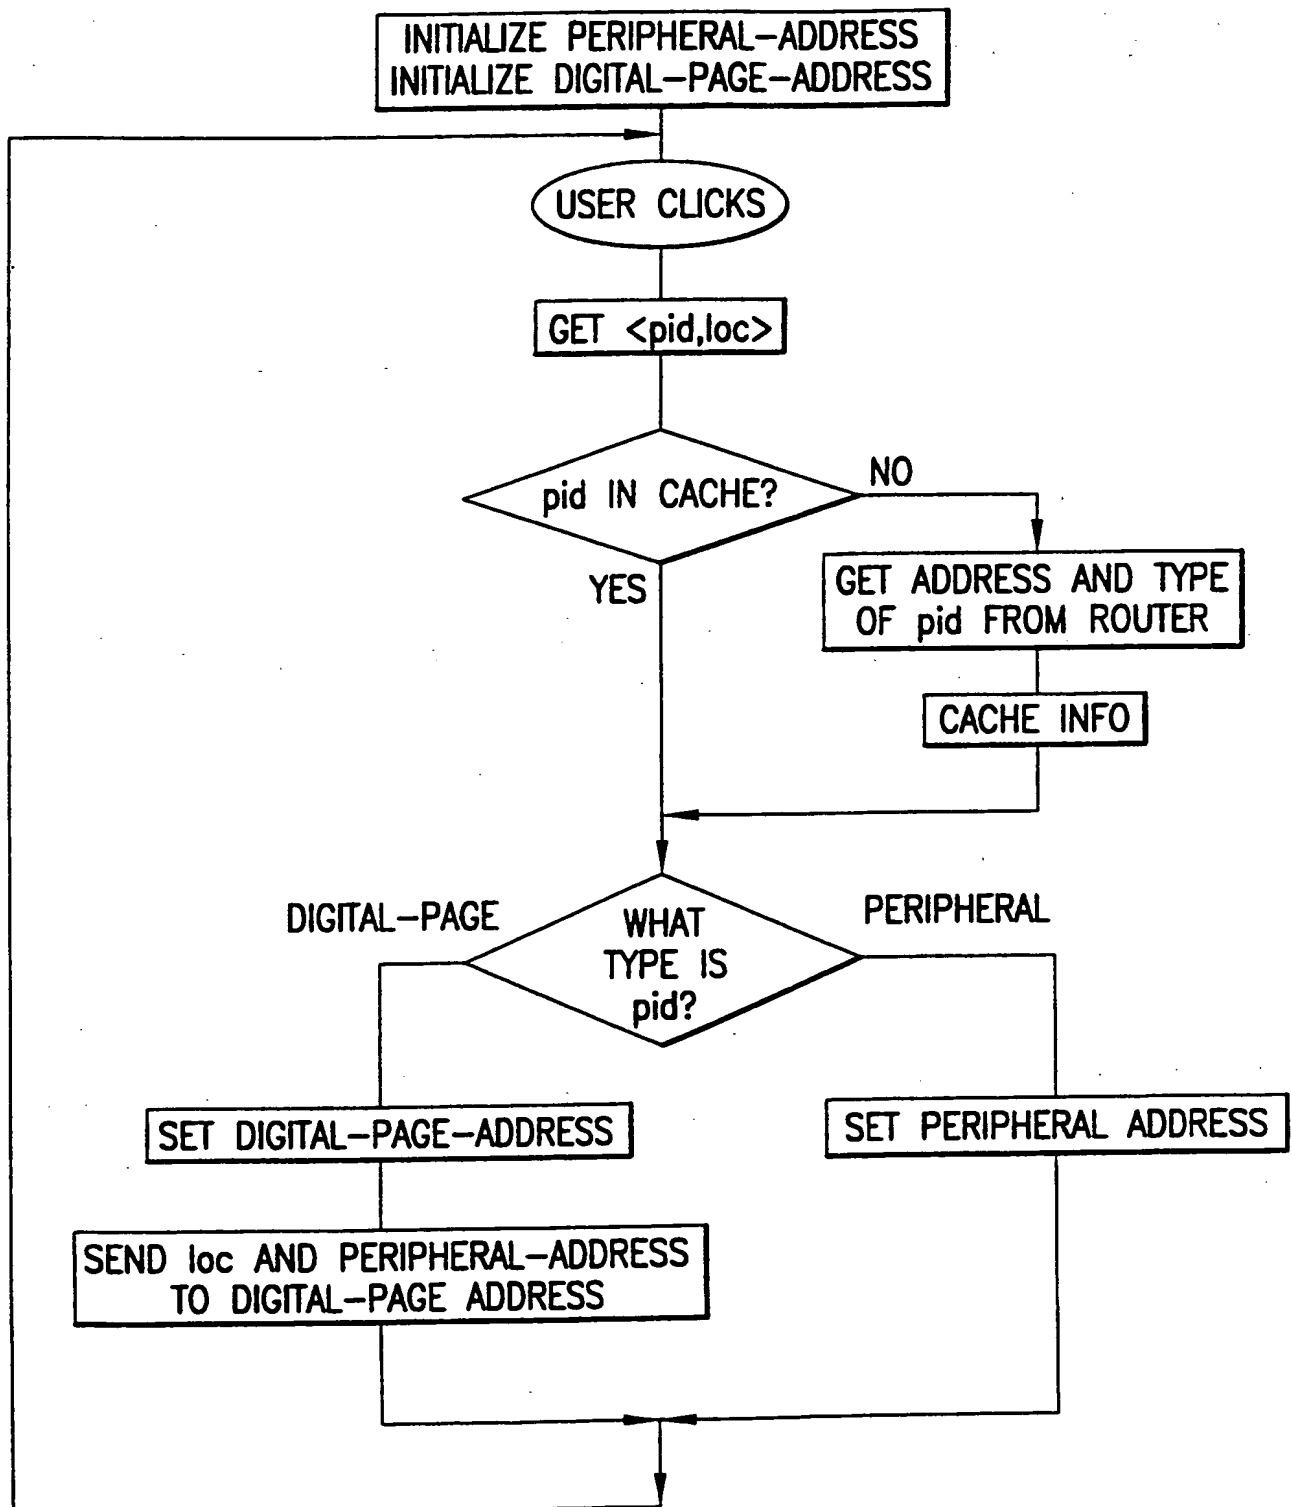 INITIALIZE PERIPHERAL-ADDRESS
INITIALIZE DIGITAL-PAGE-ADDRESS
USER CLICKS
GET <pid,loc>
pid IN CACHE?
NO
YES
GET ADDRESS AND TYPE
OF pid FROM ROUTER
CACHE INFO
DIGITAL-PAGE
WHAT
TYPE IS
pid?
PERIPHERAL
SET DIGITAL-PAGE-ADDRESS
SET PERIPHERAL ADDRESS
SEND loc AND PERIPHERAL-ADDRESS
TO DIGITAL-PAGE ADDRESS